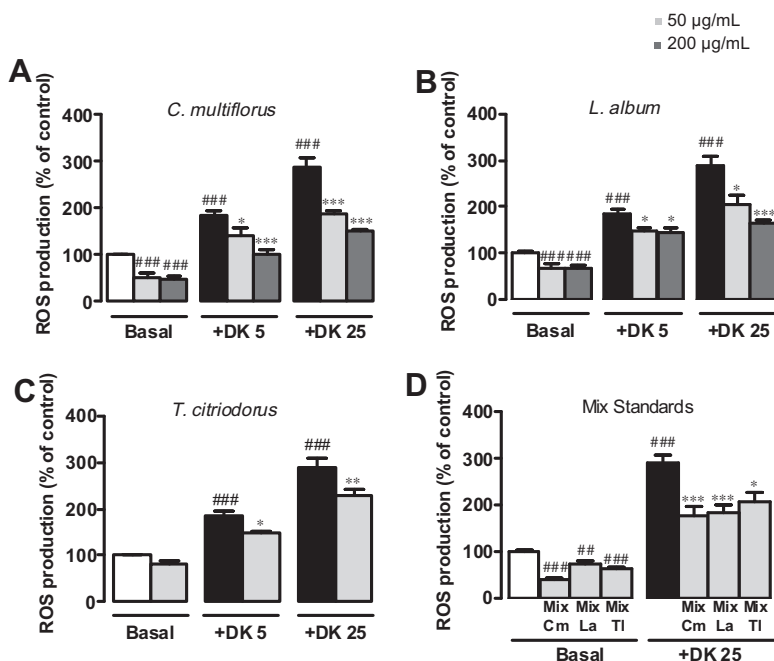 50 µg/mL
200 µg/mL
A
C. multiflorus
ROS production (% of control)
400
300
200
100
0
###
###
###
*
***
###
***
***
Basal
+DK 5
+DK 25
B
L. album
ROS production (% of control)
400
300
200
100
0
######
###
*
*
###
*
***
Basal
+DK 5
+DK 25
C
T. citriodorus
ROS production (% of control)
400
300
200
100
0
###
*
###
**
Basal
+DK 5
+DK 25
D
Mix Standards
ROS production (% of control)
400
300
200
100
0
###
##
###
###
***
***
*
Mix Mix Mix
Cm La Tl
Mix Mix Mix
Cm La Tl
Basal
+DK 25